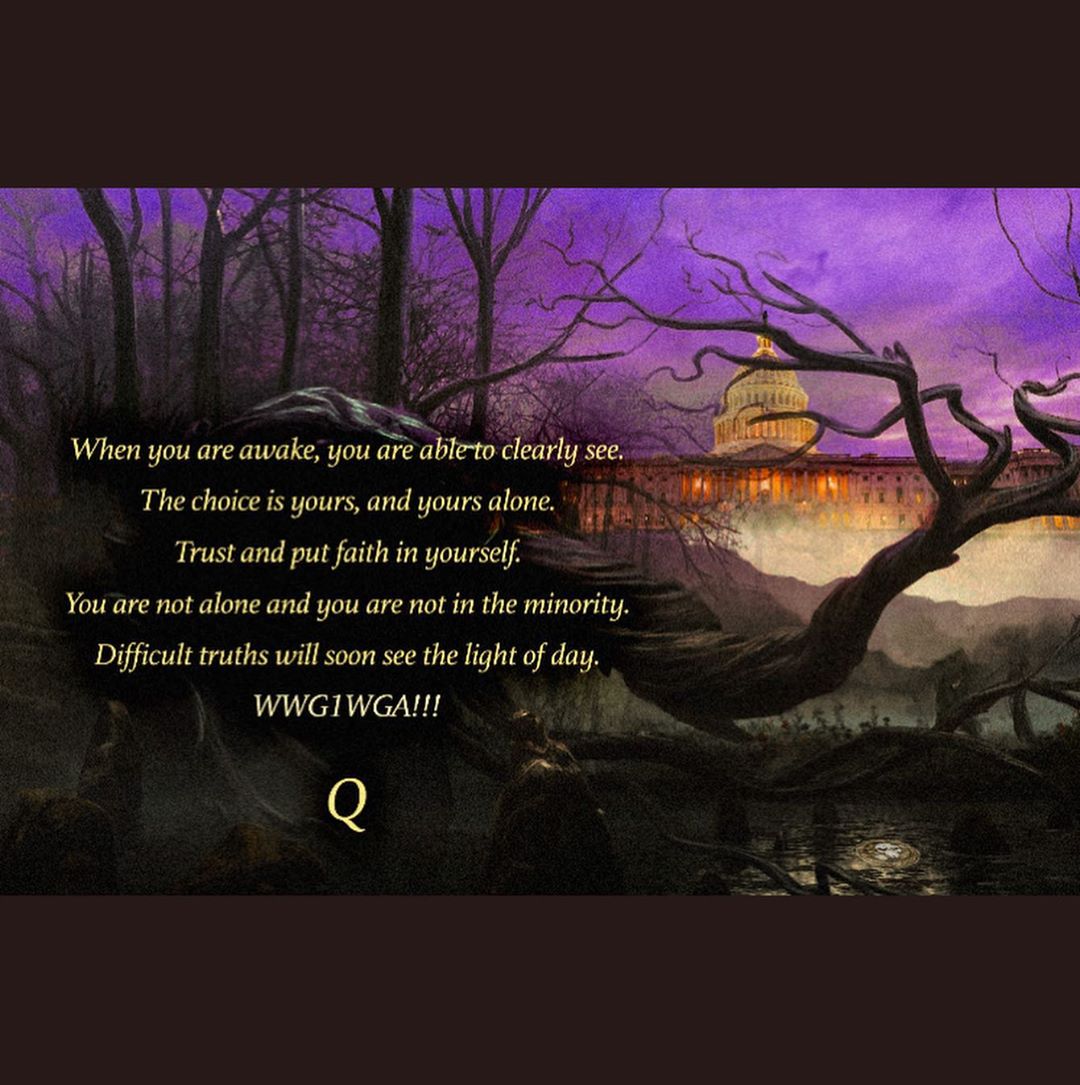 When you are awake, you are able to clearly see.
The choice is yours, and yours alone.
Trust and put faith in yourself.
You are not alone and you are not in the minority.
Difficult truths will soon see the light of day.
WWG1WGA!!!
Q